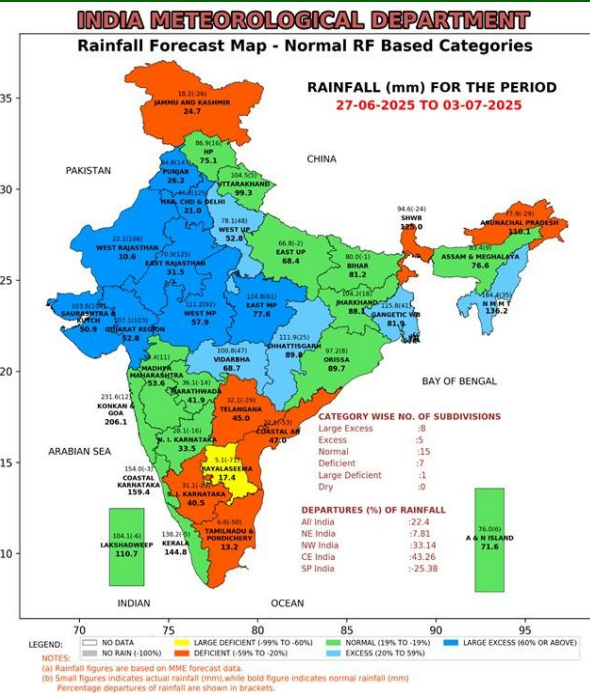 INDIA METEOROLOGICAL DEPARTMENT
Rainfall Forecast Map - Normal RF Based Categories
RAINFALL (mm) FOR THE PERIOD
27-06-2025 TO 03-07-2025
35
30
25
20
15
10
70
75
80
85
90
95
PAKISTAN
CHINA
BAY OF BENGAL
ARABIAN SEA
INDIAN
OCEAN
18.2(-26)
JAMMU AND KASHMIR
24.7
86.9(16)
HP
75.1
PUNJAB
26.2
104.5(5)
UTTARAKHAND
99.3
HAR, CHD & DELHI
21.0
78.1(48)
WEST UP
52.8
22.1(108)
WEST RAJASTHAN
10.6
70.9(125)
EAST RAJASTHAN
31.5
66.8(-2)
EAST UP
68.4
80.0(-1)
BIHAR
81.2
94.6(-24)
SHWB
125.0
77.9(-29)
ARUNACHAL PRADESH
110.1
ASSAM & MEGHALAYA
76.6
184.4(35)
N M M T
136.2
SAURASHTRA &
KUTCH
50.9
107.1(103)
GUJARAT REGION
52.8
111.2(92)
WEST MP
57.9
124.8(61)
EAST MP
77.6
104.2(18)
JHARKHAND
88.1
115.8(41)
GANGETIC WB
81.9
111.9(25)
CHHATTISGARH
89.8
97.2(8)
ORISSA
89.7
100.8(47)
VIDARBHA
68.7
MADHYA
MAHARASHTRA
53.6
36.1(-14)
MARATHWADA
41.9
231.6(12)
KONKAN &
GOA
206.1
32.1(-29)
TELANGANA
45.0
COASTAL AP
47.0
28.1(-16)
N. I. KARNATAKA
33.5
5.1(-71)
RAYALASEEMA
17.4
154.0(-3)
COASTAL
KARNATAKA
159.4
S. I. KARNATAKA
40.5
6.6(-50)
TAMILNADU &
PONDICHERY
13.2
138.2(-5)
KERALA
144.8
104.1(-6)
LAKSHADWEEP
110.7
76.0(6)
A & N ISLAND
71.6
CATEGORY WISE NO. OF SUBDIVISIONS
Large Excess :8
Excess :5
Normal :15
Deficient :7
Large Deficient :1
Dry :0
DEPARTURES (%) OF RAINFALL
All India :22.4
NE India :7.81
NW India :33.14
CE India :43.26
SP India :-25.38
LEGEND:
NO DATA
LARGE DEFICIENT (-99% TO -60%)
NORMAL (19% TO -19%)
LARGE EXCESS (60% OR ABOVE)
NO RAIN (-100%)
DEFICIENT (-59% TO -20%)
EXCESS (20% TO 59%)
NOTES:
(a) Rainfall figures are based on MME forecast data.
(b) Small figures indicates actual rainfall (mm),while bold figure indicates normal rainfall (mm)
Percentage departures of rainfall are shown in brackets.